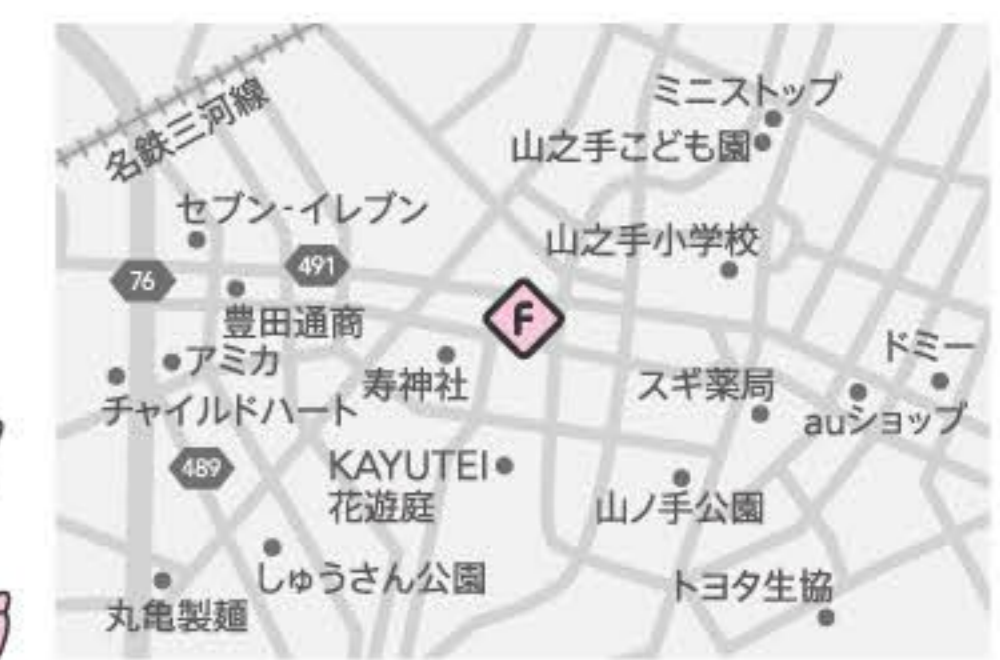 ミニストップ
名鉄三河線
山之手こども園
セブン-イレブン
山之手小学校
491
76
F
豊田通商
アミカ
ドミー
寿神社
スギ薬局
チャイルドハート
auショップ
489
KAYUTEI
花遊庭
山ノ手公園
しゅうさん公園
トヨタ生協
丸亀製麺